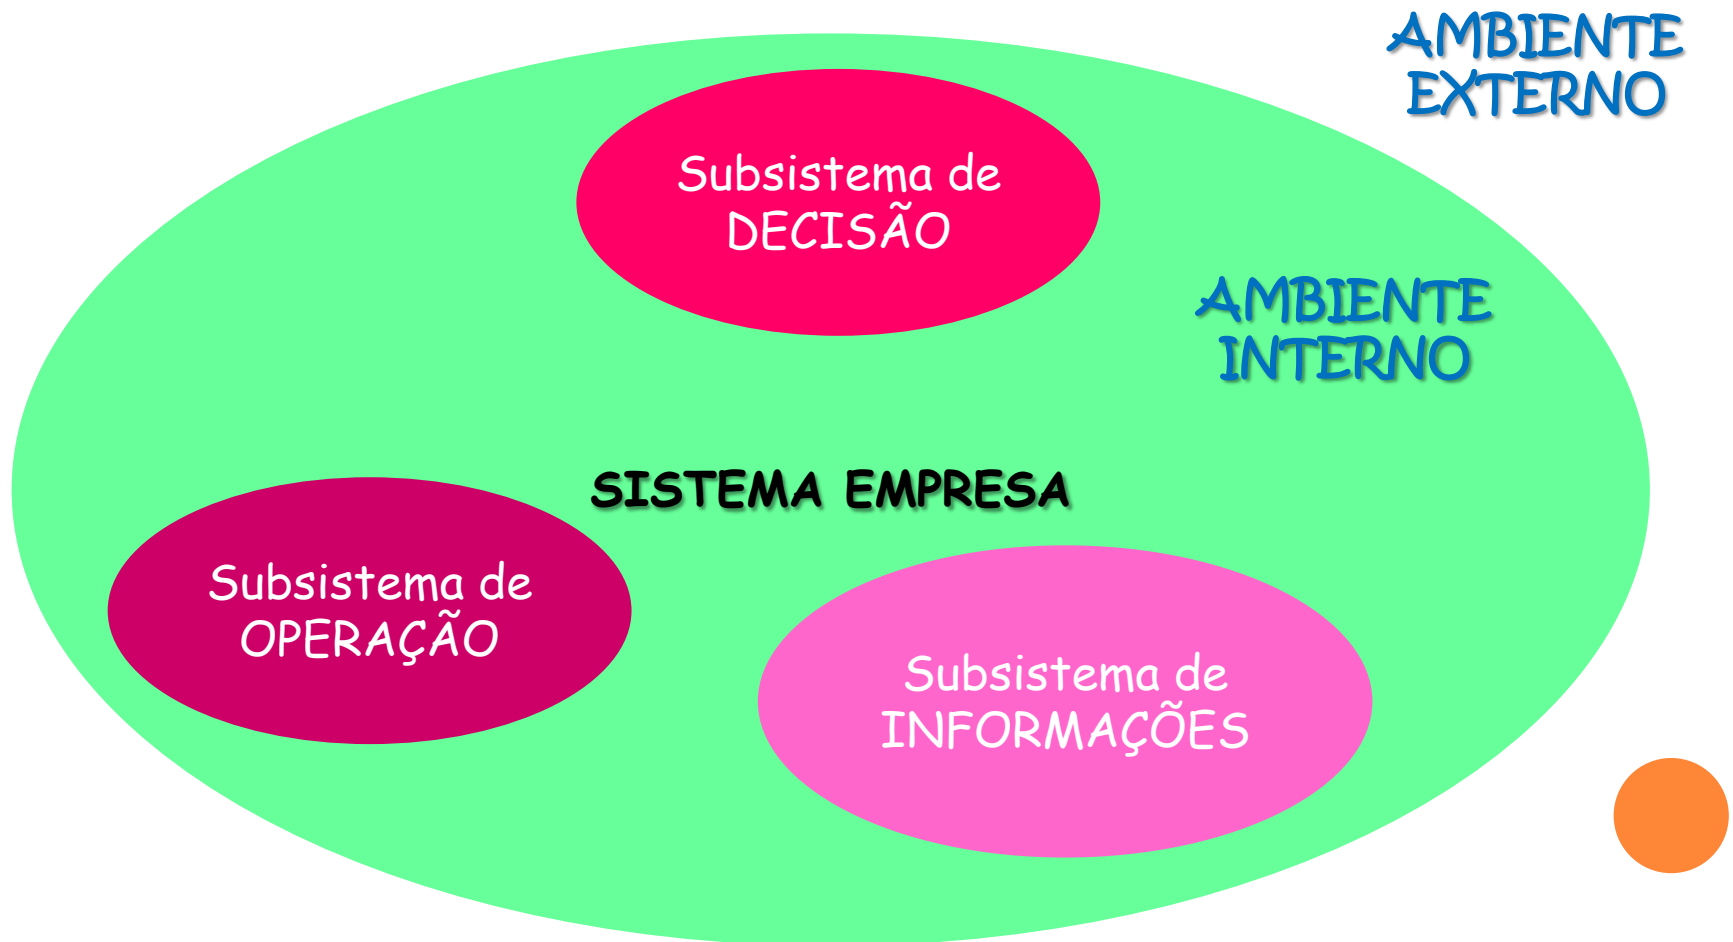 AMBIENTE
EXTERNO
Subsistema de
DECISÃO
AMBIENTE
INTERNO
SISTEMA EMPRESA
Subsistema de
OPERAÇÃO
Subsistema de
INFORMAÇÕES